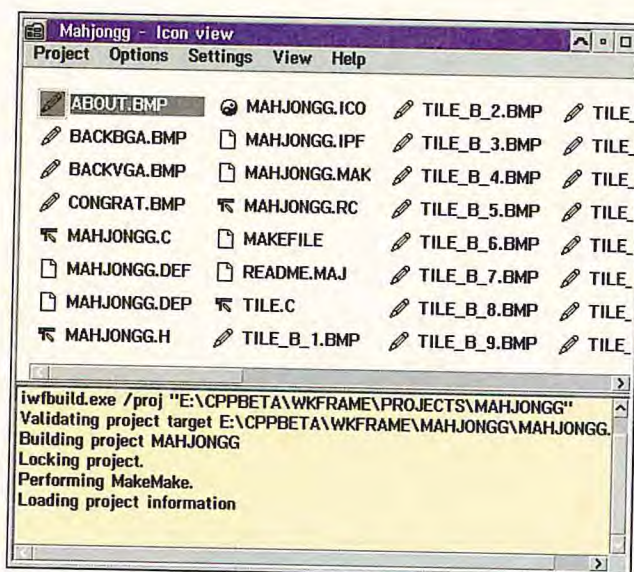 Mahjongg - Icon view
Project Options Settings View Help
ABOUT.BMP
BACKBGA.BMP
BACKVGA.BMP
CONGRAT.BMP
MAHJONGG.C
MAHJONGG.DEF
MAHJONGG.DEP
MAHJONGG.H
MAHJONGG.ICO
MAHJONGG.IPF
MAHJONGG.MAK
MAHJONGG.RC
MAKEFILE
README.MAJ
TILE.C
TILE_B_1.BMP
TILE_B_2.BMP
TILE_B_3.BMP
TILE_B_4.BMP
TILE_B_5.BMP
TILE_B_6.BMP
TILE_B_7.BMP
TILE_B_8.BMP
TILE_B_9.BMP
TILE_
TILE_
TILE_
TILE_
TILE_
TILE_
TILE_
TILE_
iwfbuild.exe /proj "E:\CPPBETA\WKFRAME\PROJECTS\MAHJONGG"
Validating project target E:\CPPBETA\WKFRAME\MAHJONGG\MAHJONGG.
Building project MAHJONGG
Locking project.
Performing MakeMake.
Loading project information